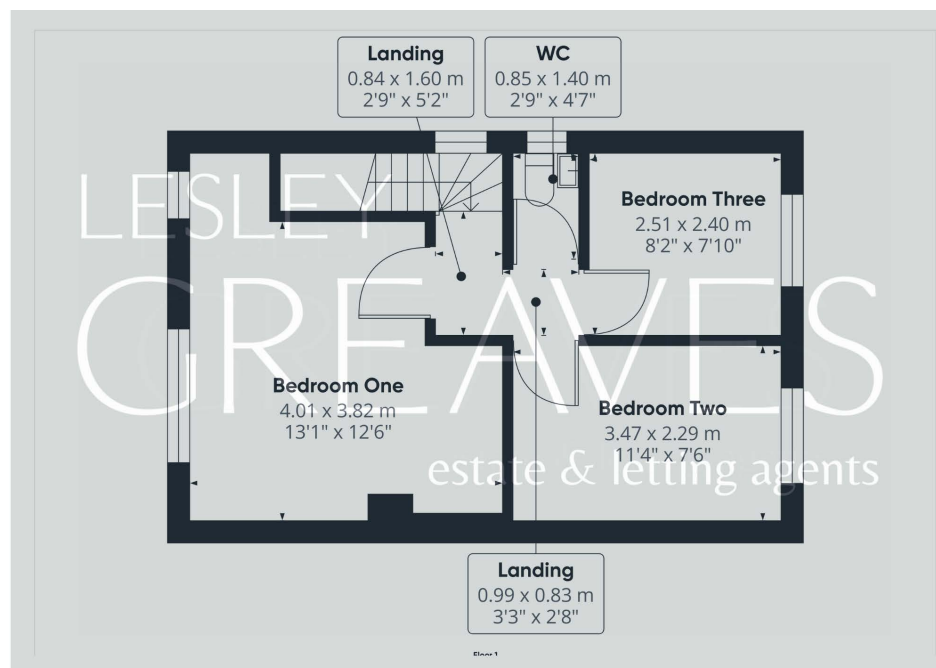 Landing
0.84 x 1.60 m
2'9" x 5'2"
WC
0.85 x 1.40 m
2'9" x 4'7"
LESLEY
GREAVES
estate & letting agents
Bedroom Three
2.51 x 2.40 m
8'2" x 7'10"
Bedroom One
4.01 x 3.82 m
13'1" x 12'6"
Bedroom Two
3.47 x 2.29 m
11'4" x 7'6"
Landing
0.99 x 0.83 m
3'3" x 2'8"
Floor 1